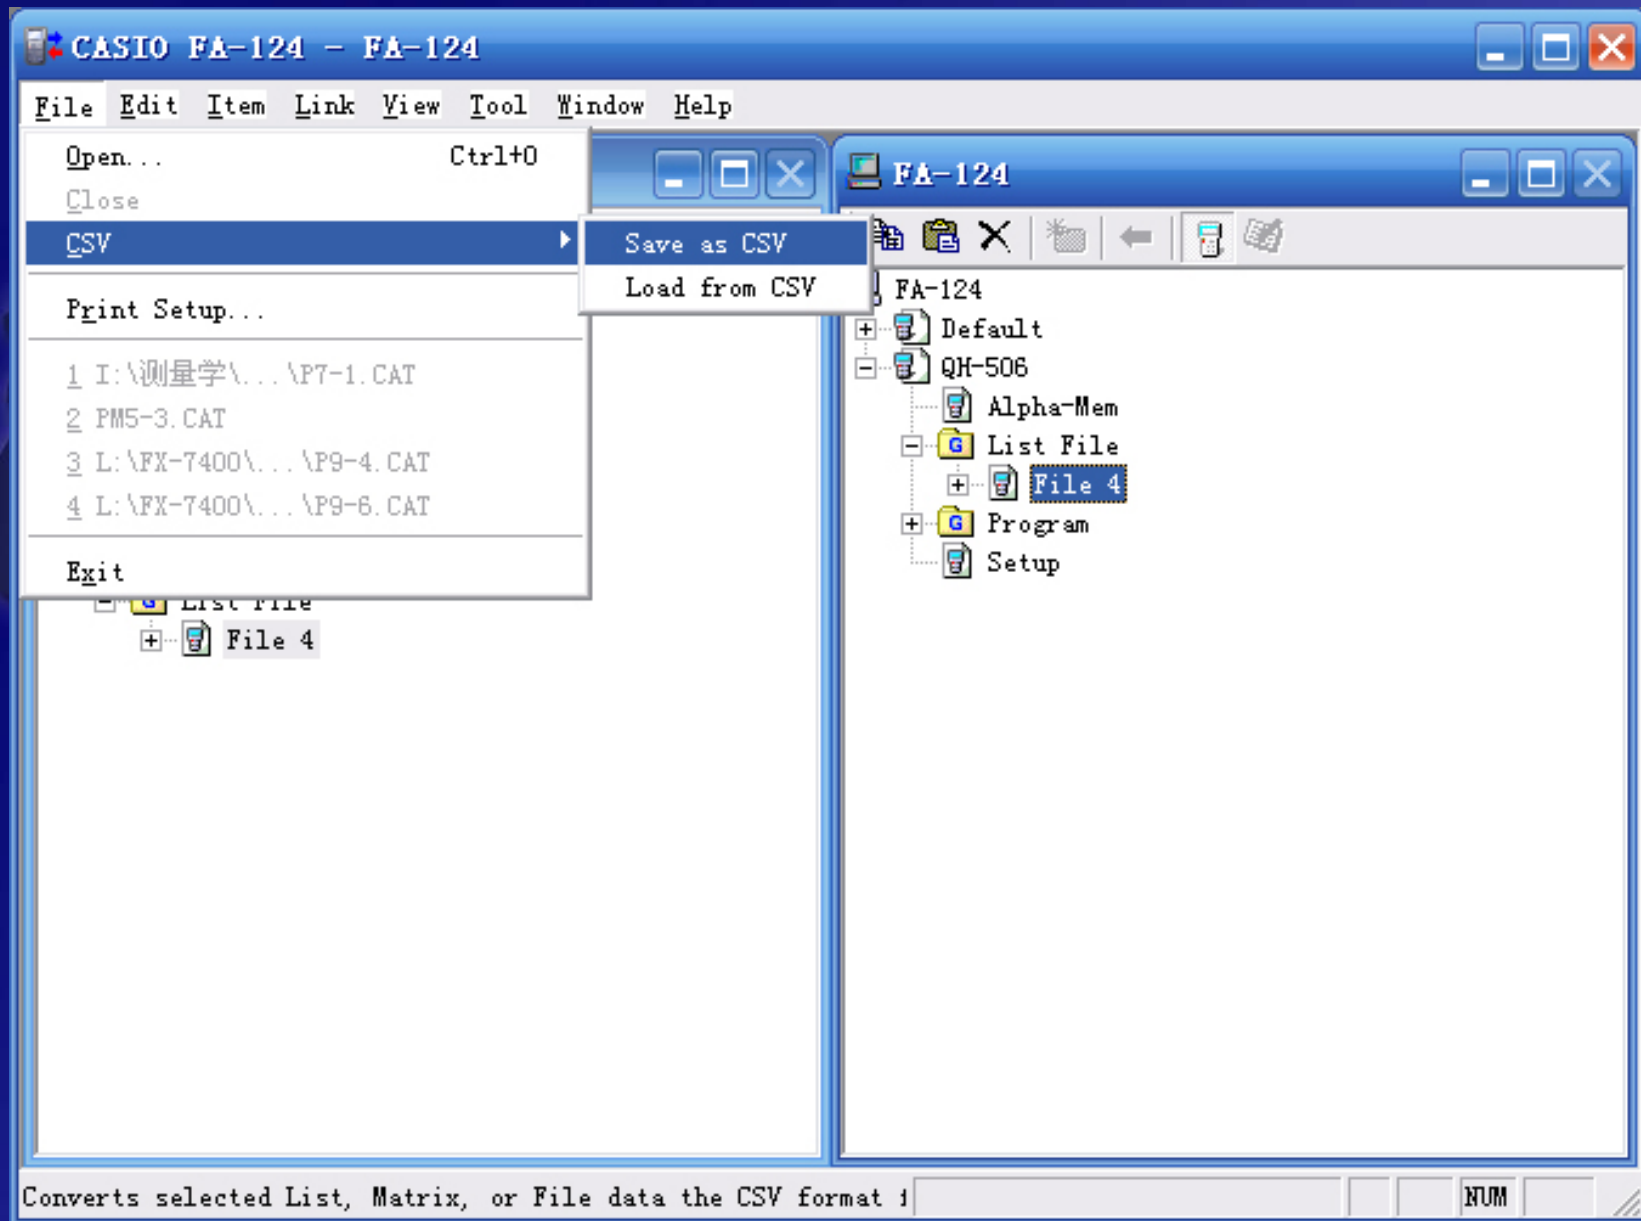 CASIO FA-124 - FA-124
File Edit Item Link View Tool Window Help
Open... Ctrl+O
Close
CSV
Save as CSV
Load from CSV
Print Setup...
1 I:\测量学\...\P7-1.CAT
2 PM5-3.CAT
3 L:\FX-7400\...\P9-4.CAT
4 L:\FX-7400\...\P9-6.CAT
Exit
List File
File 4
FA-124
FA-124
Default
QH-506
Alpha-Mem
List File
File 4
Program
Setup
Converts selected List, Matrix, or File data the CSV format
NUM